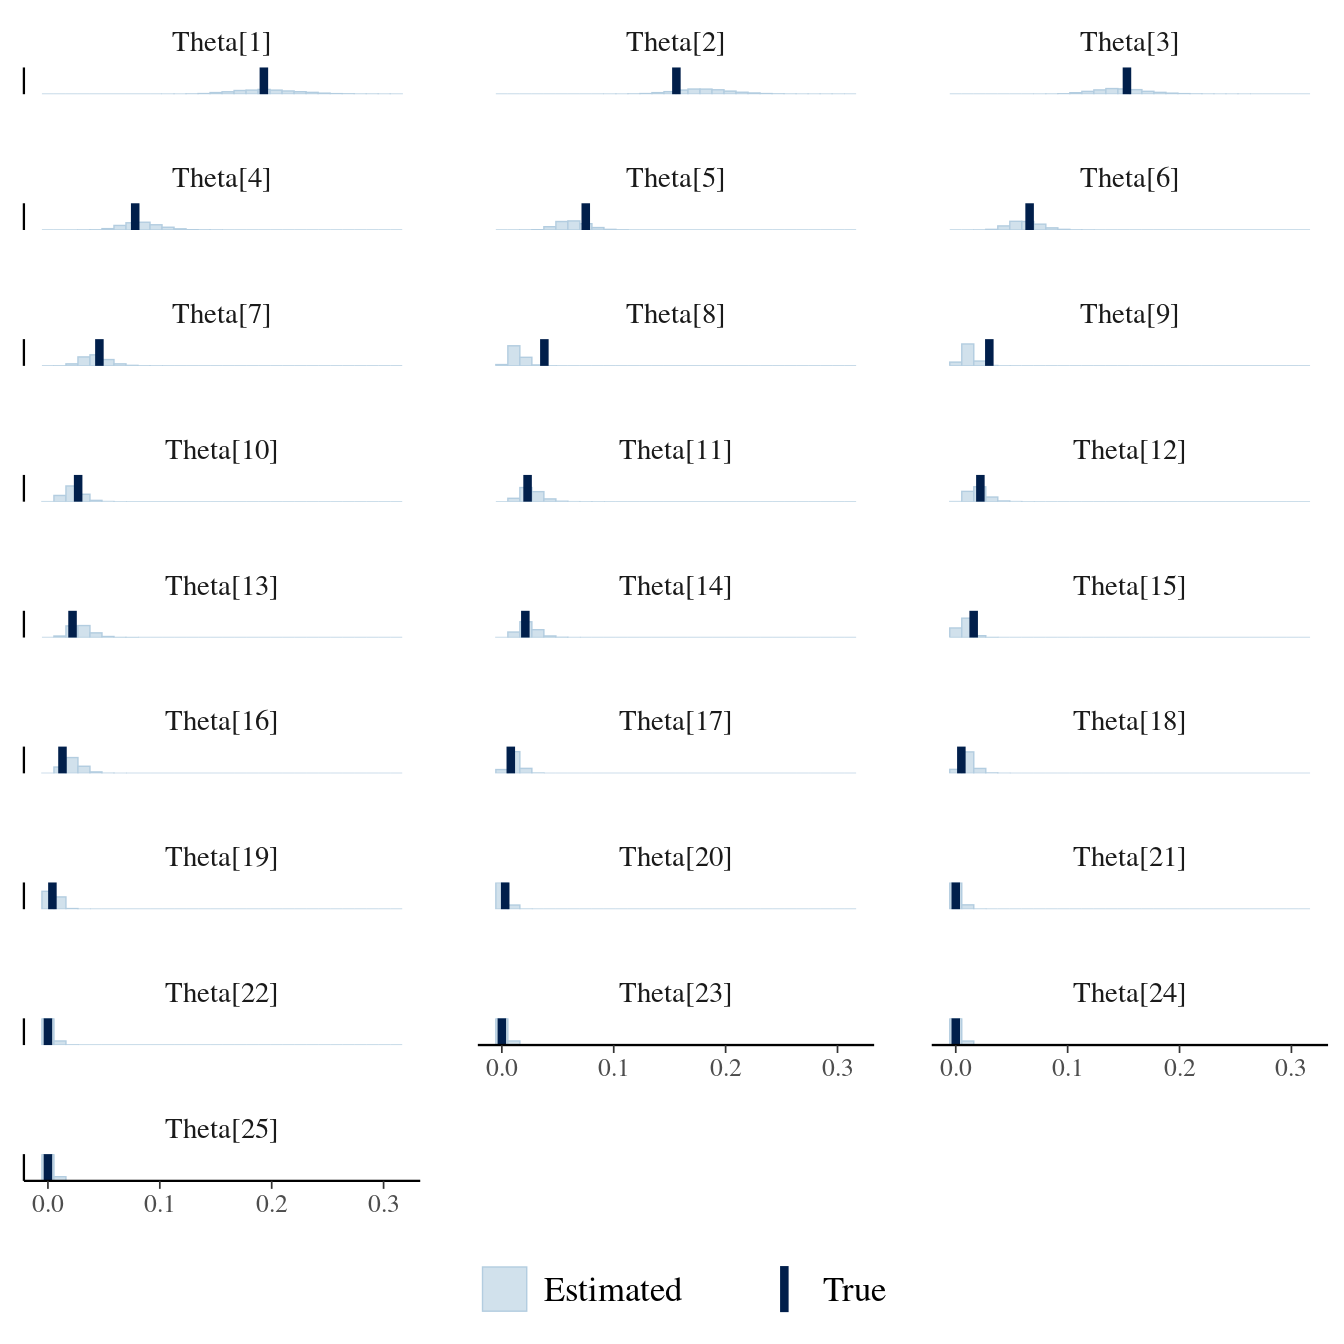 Theta[1] Theta[2] Theta[3]
Theta[4] Theta[5] Theta[6]
Theta[7] Theta[8] Theta[9]
Theta[10] Theta[11] Theta[12]
Theta[13] Theta[14] Theta[15]
Theta[16] Theta[17] Theta[18]
Theta[19] Theta[20] Theta[21]
Theta[22] Theta[23] Theta[24]
0.0 0.1 0.2 0.3 0.0 0.1 0.2 0.3
Theta[25]
0.0 0.1 0.2 0.3
Estimated True